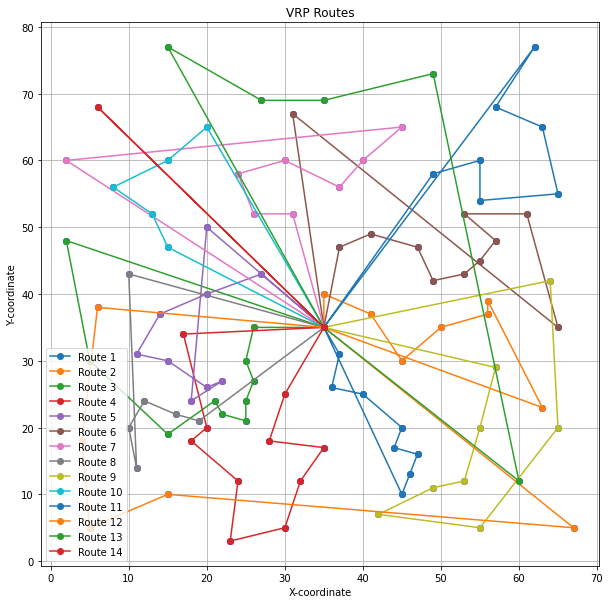 VRP Routes
80
70
60
50
40
30
20
10
0
Y-coordinate
Route 1
Route 2
Route 3
Route 4
Route 5
Route 6
Route 7
Route 8
Route 9
Route 10
Route 11
Route 12
Route 13
Route 14
0 10 20 30 40 50 60 70
X-coordinate